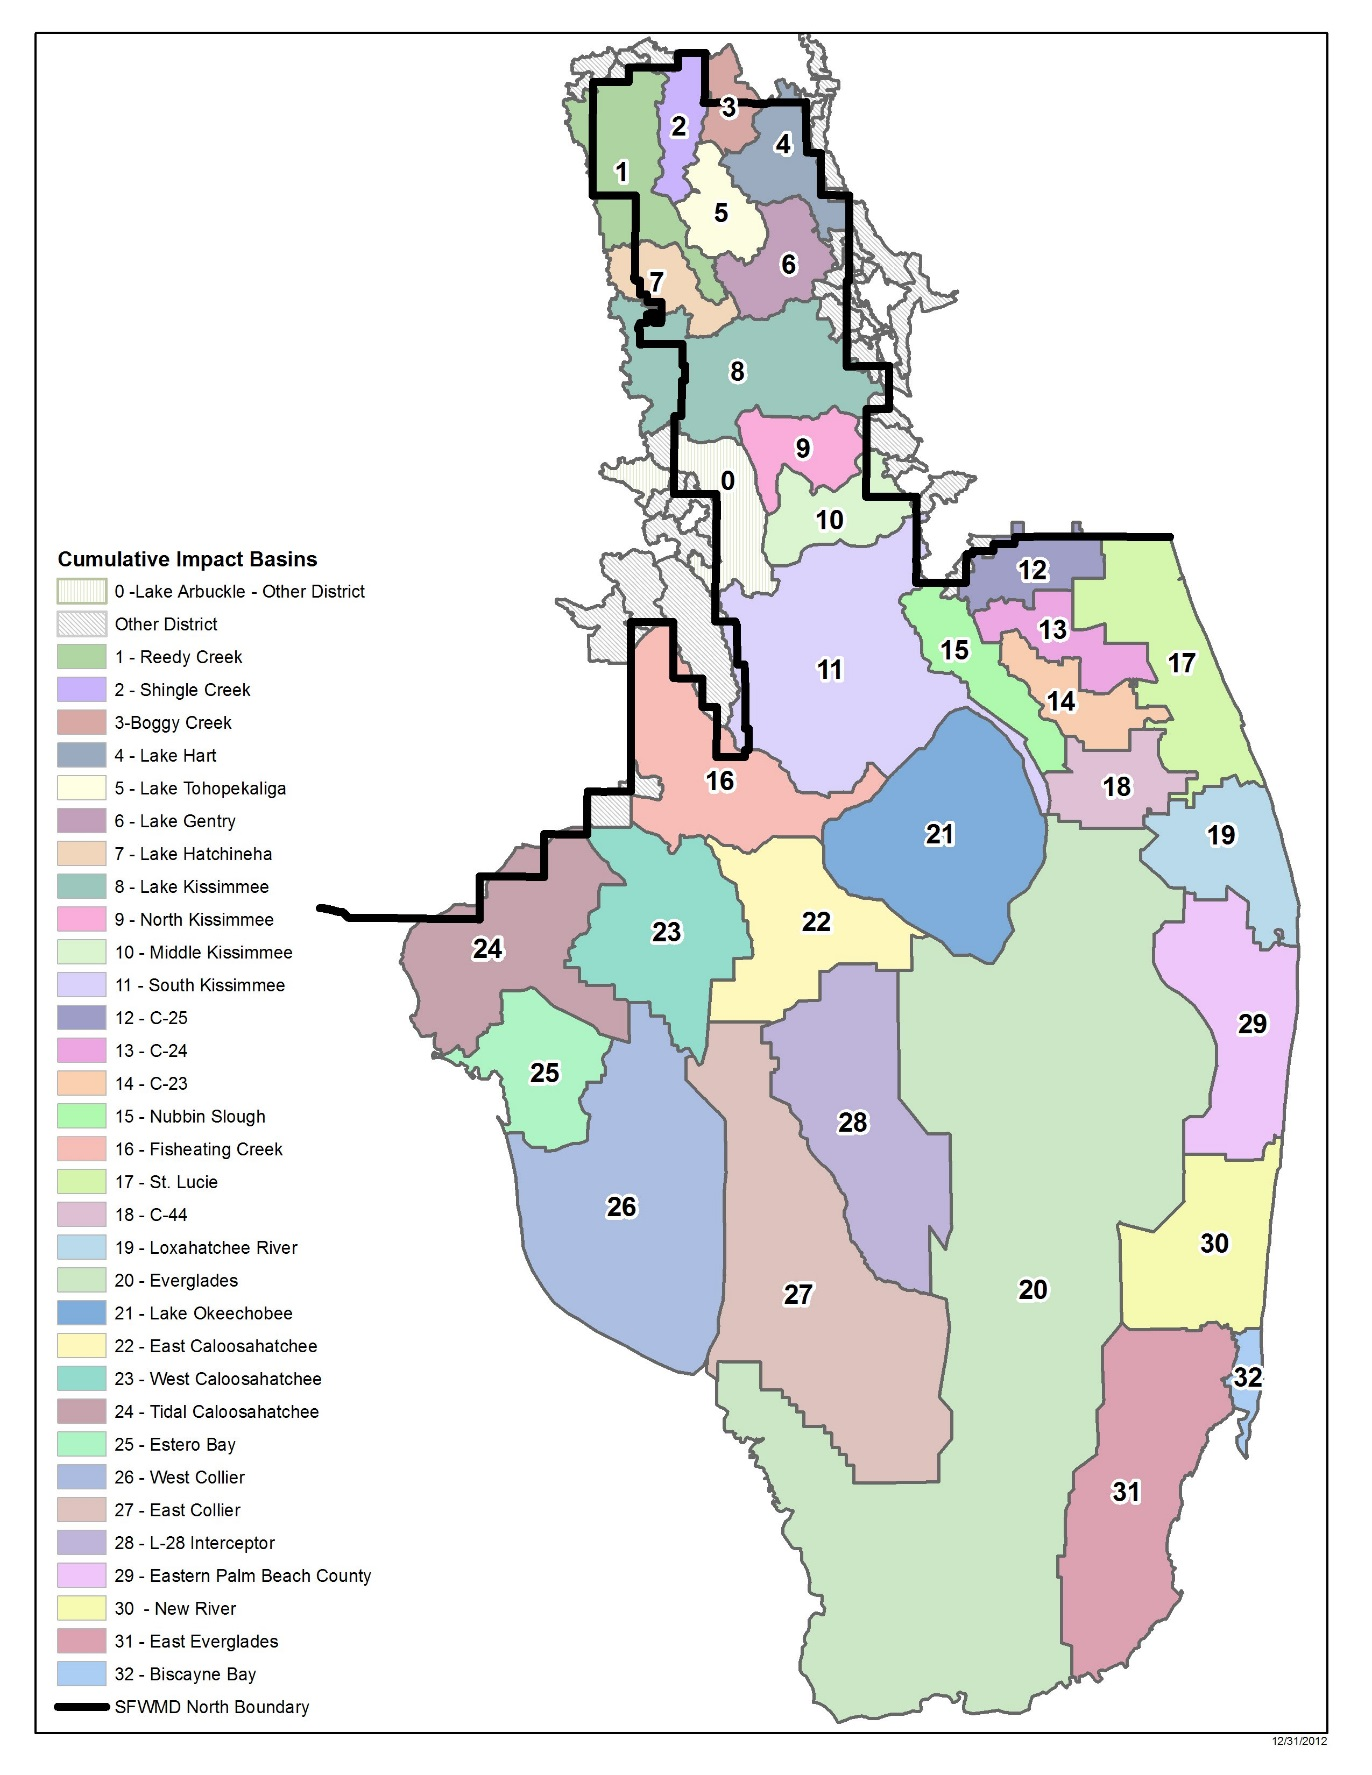 3
2
4
1
5
6
7
8
9
0
10
Cumulative Impact Basins
0 -Lake Arbuckle - Other District
Other District
1 - Reedy Creek
2 - Shingle Creek
3-Boggy Creek
4 - Lake Hart
5 - Lake Tohopekaliga
6 - Lake Gentry
7 - Lake Hatchineha
8 - Lake Kissimmee
9 - North Kissimmee
10 - Middle Kissimmee
11 - South Kissimmee
12 - C-25
13 - C-24
14 - C-23
15 - Nubbin Slough
16 - Fisheating Creek
17 - St. Lucie
18 - C-44
19 - Loxahatchee River
20 - Everglades
21 - Lake Okeechobee
22 - East Caloosahatchee
23 - West Caloosahatchee
24 - Tidal Caloosahatchee
25 - Estero Bay
26 - West Collier
27 - East Collier
28 - L-28 Interceptor
29 - Eastern Palm Beach County
30 - New River
31 - East Everglades
32 - Biscayne Bay
SFWMD North Boundary
12
13
15
17
11
14
16
18
21
19
22
23
24
29
25
28
26
30
20
27
32
31
12/31/2012